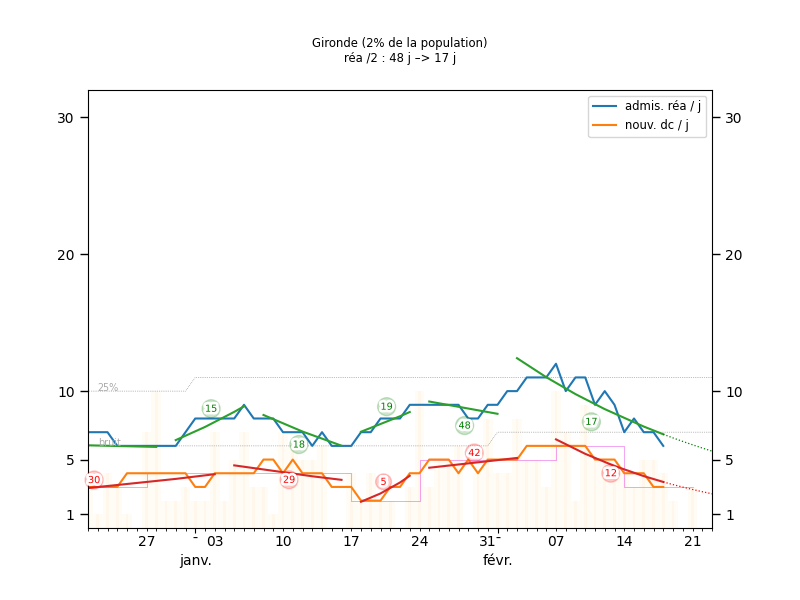 Gironde (2% de la population)
réa /2 : 48 j –> 17 j
admis. réa / j
nouv. dc / j
30 30
20 20
10 10
5 5
1 1
25%
bruit
15
18
19
48
17
30
29
5
42
12
27 - 03 10 17 24 31 - 07 14 21
janv. févr.